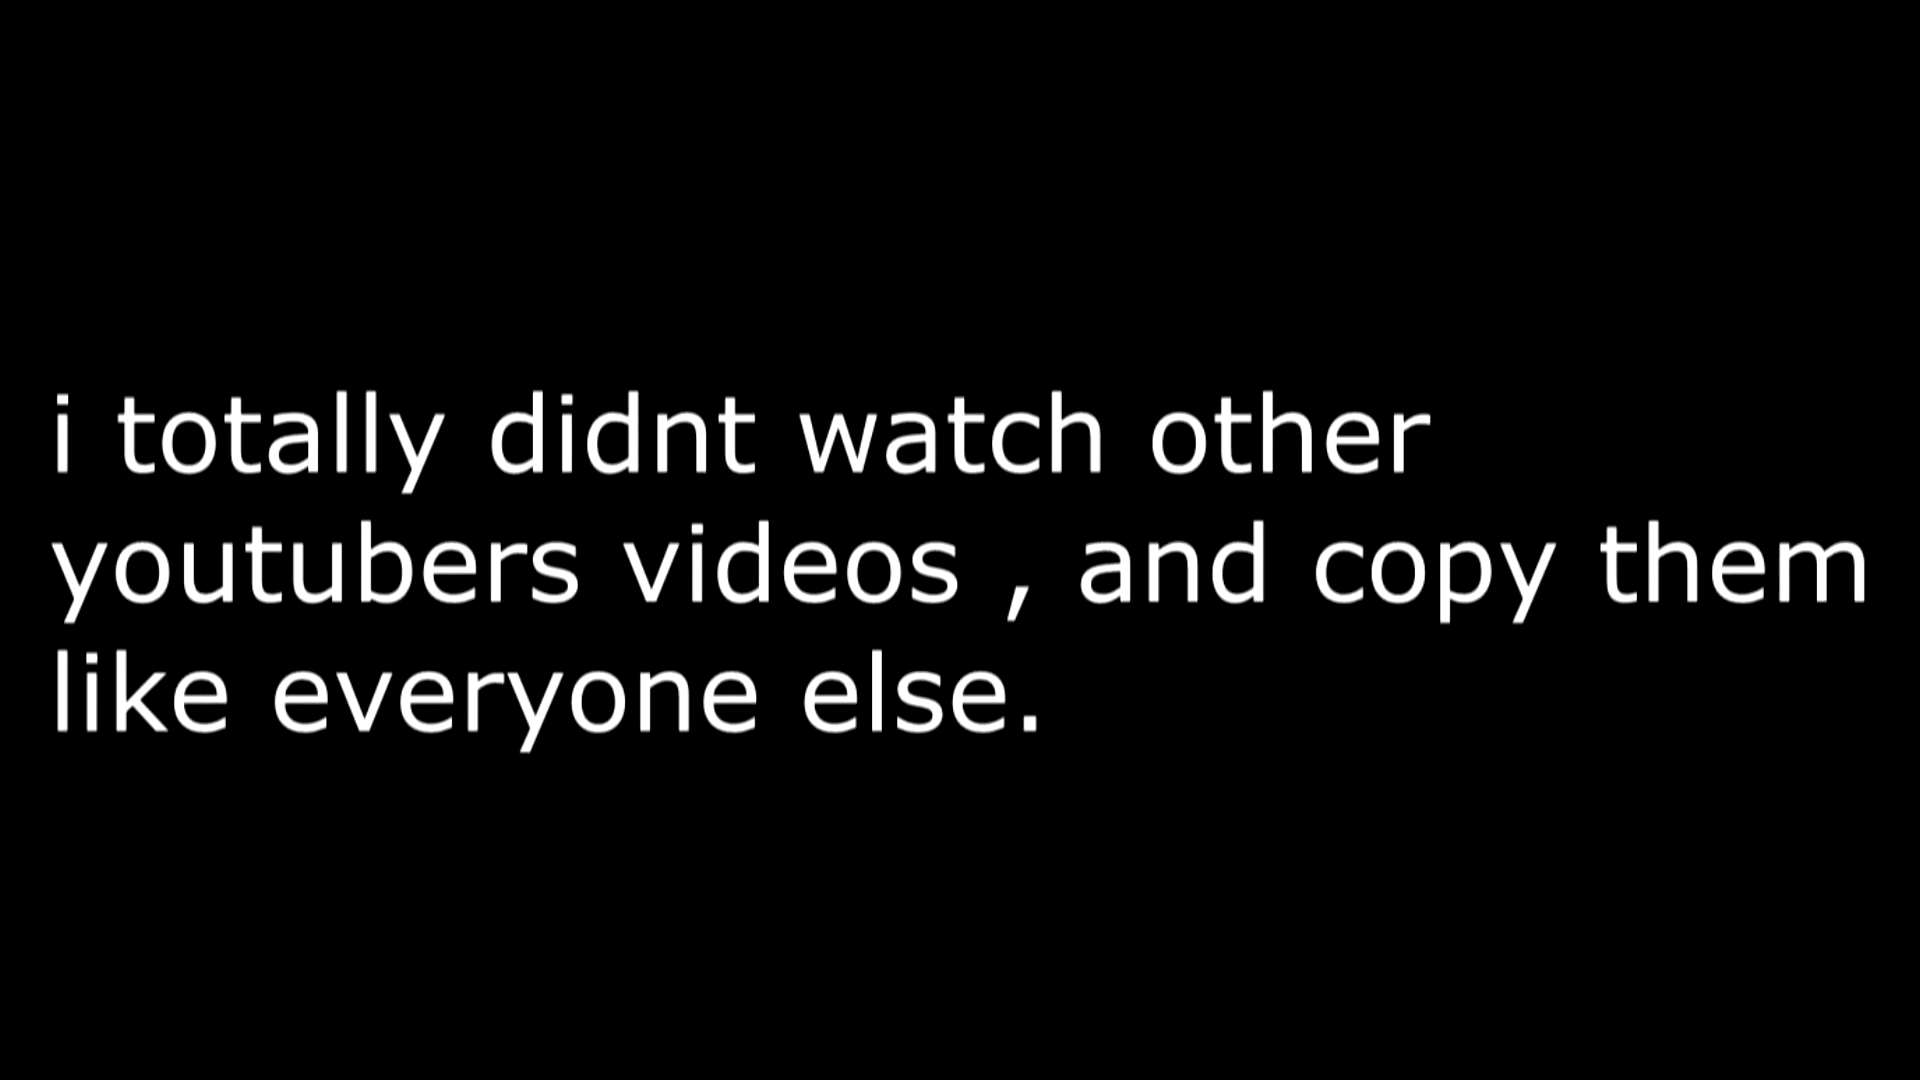 i totally didnt watch other
youtubers videos , and copy them
like everyone else.